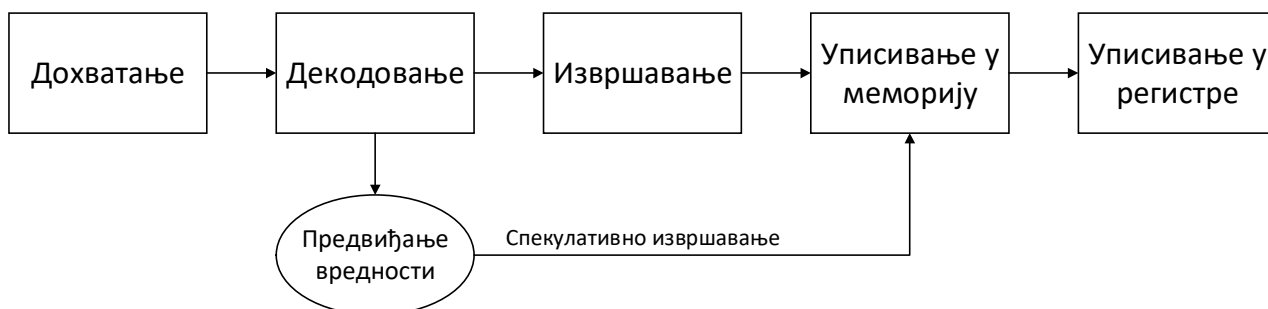 Дохватање
Декодовање
Извршавање
Уписивање у
меморију
Уписивање у
регистре
Предвиђање
вредности
Спекулативно извршавање